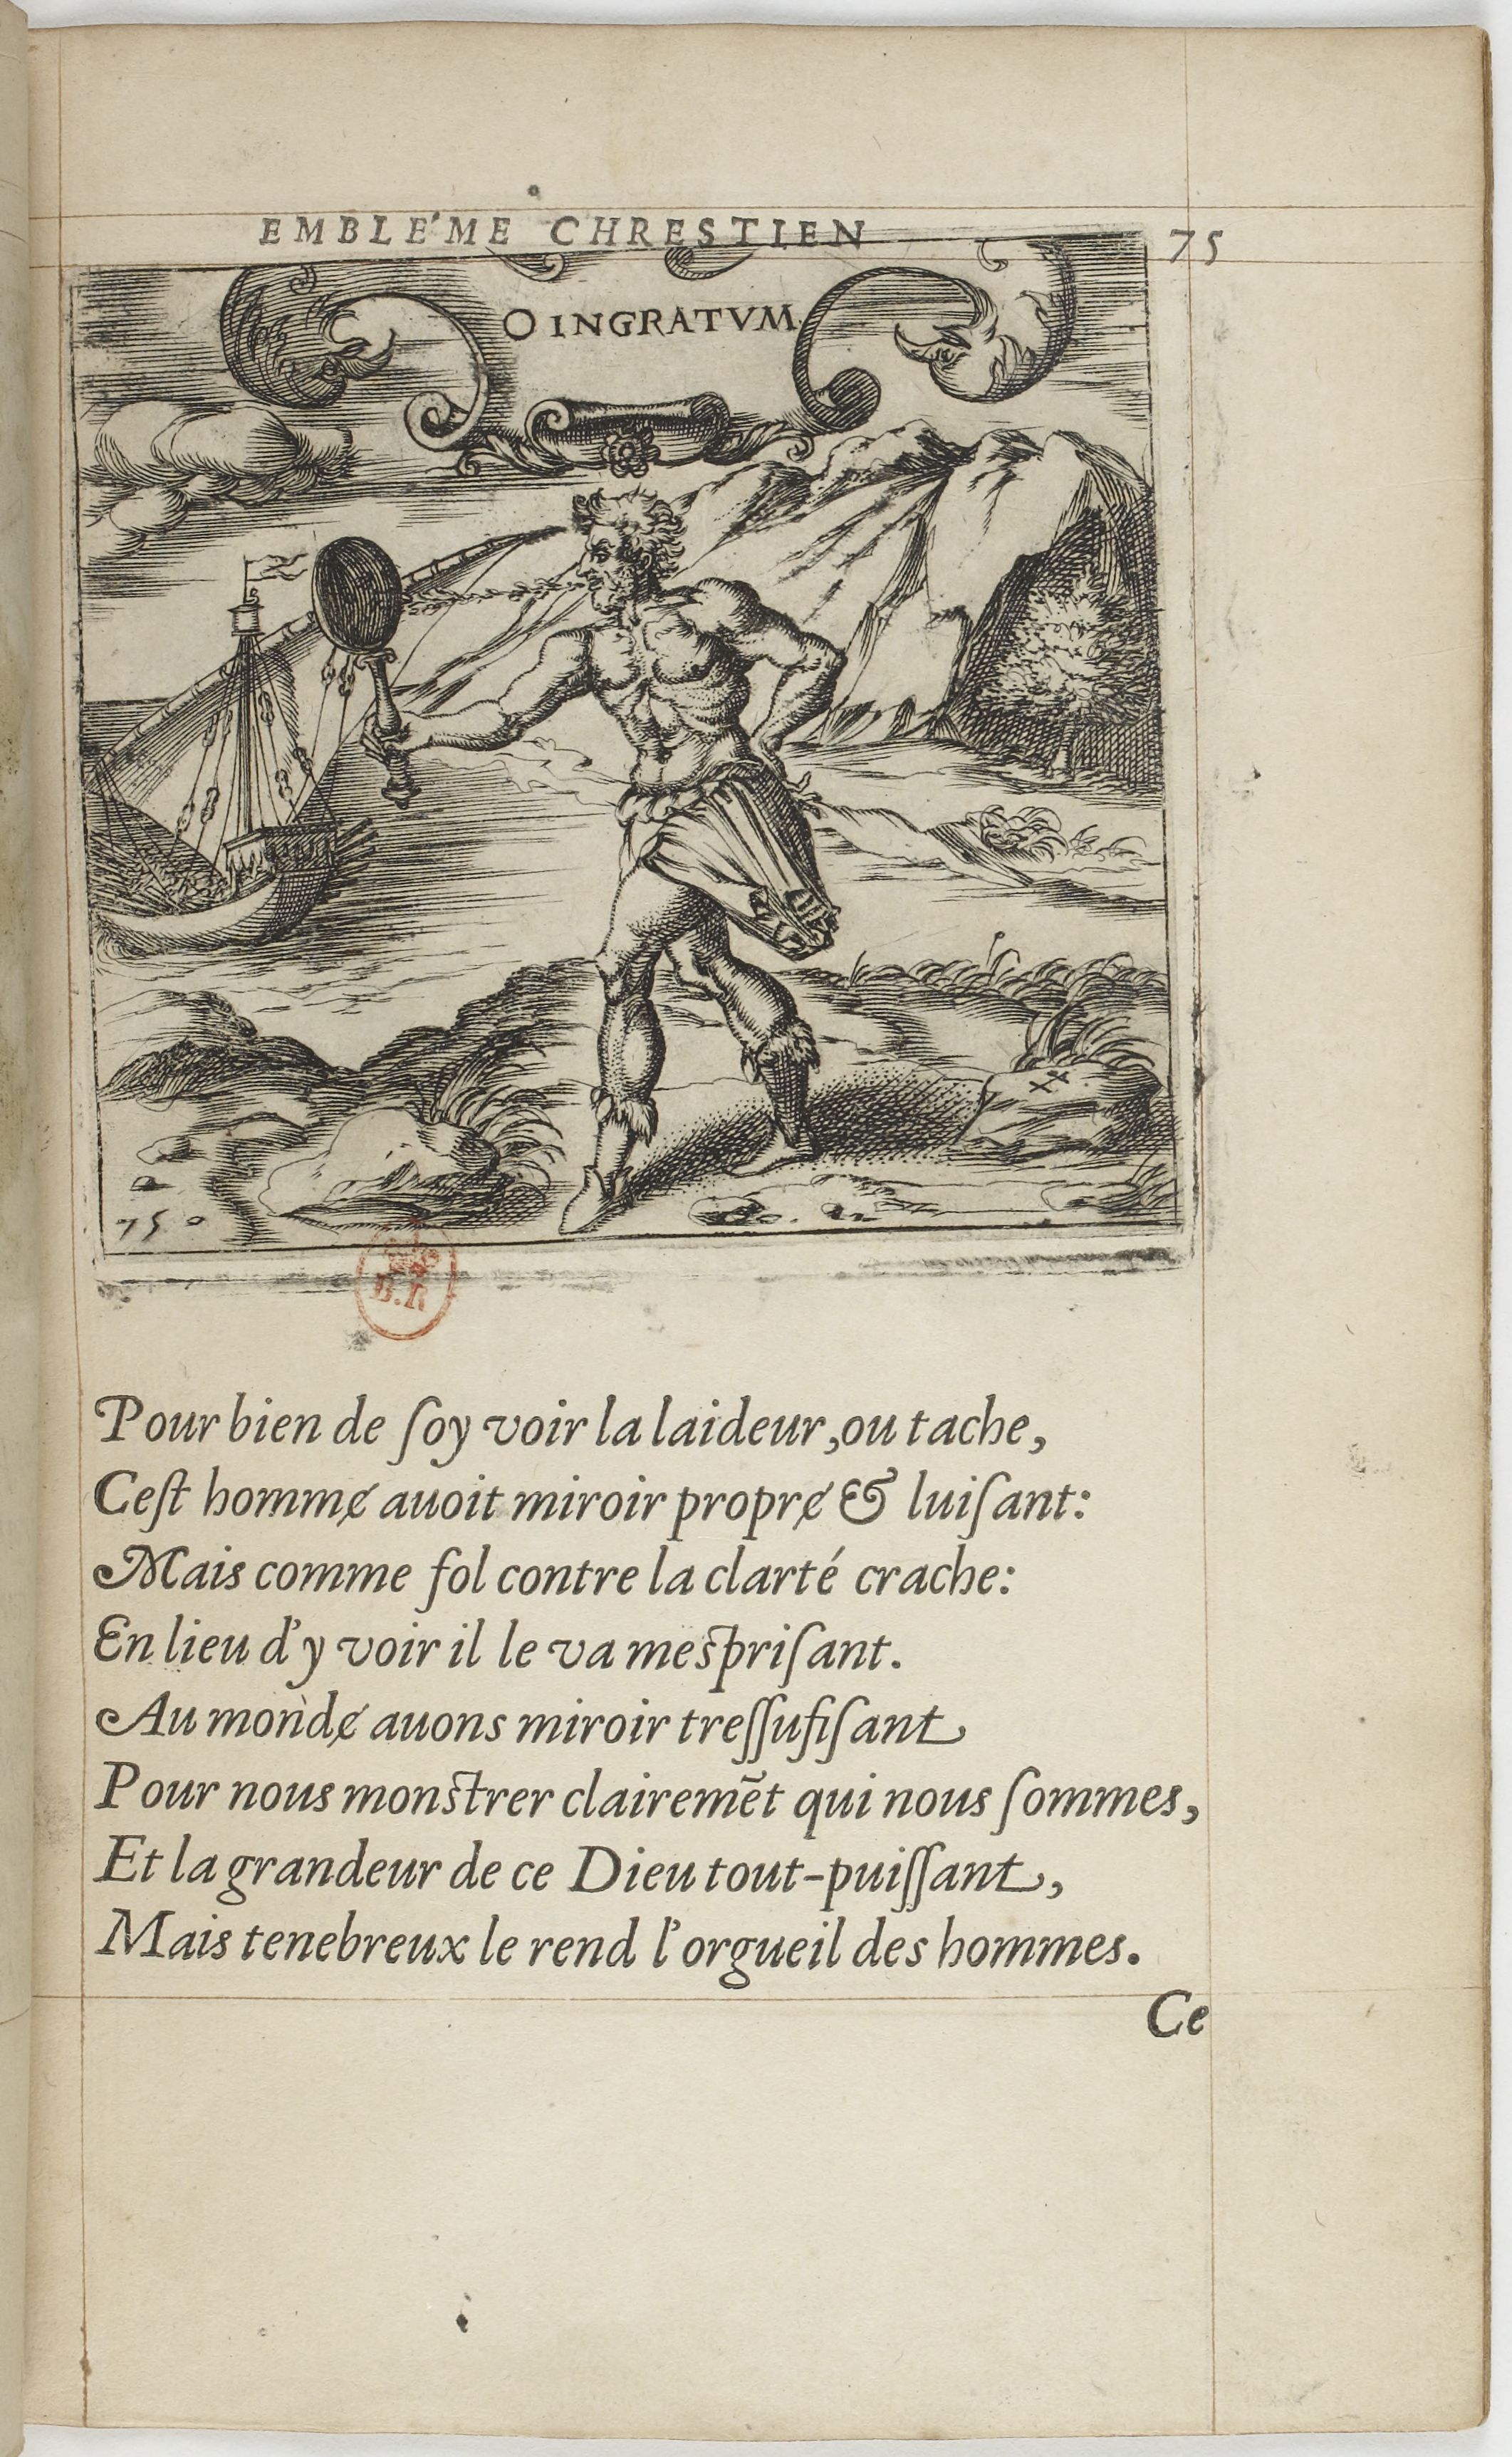 EMBLE'ME CHRESTIEN
75
O INGRATVM
75
B.R
Pour bien de ſoy voir la laideur, ou tache,
Ceſt homme̸ auoit miroir propre̸ & luiſant:
Mais comme fol contre la clarté crache:
En lieu d'y voir il le va meſpriſant.
Au monde̸ auons miroir treſſufiſant
Pour nous monſtrer clairemēt qui nous ſommes,
Et la grandeur de ce Dieu tout-puiſſant,
Mais tenebreux le rend l'orgueil des hommes.
Ce